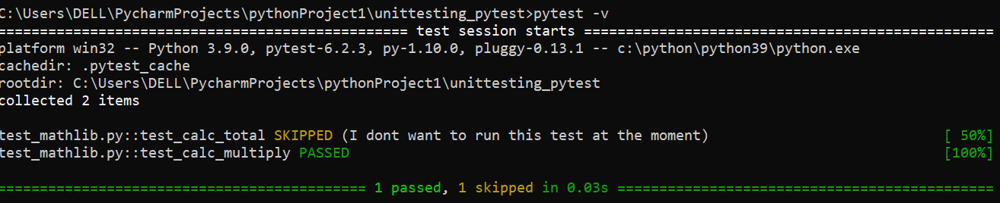 C:\Users\DELL\PycharmProjects\pythonProject1\unittesting_pytest>pytest -v
================================================= test session starts =================================================
platform win32 -- Python 3.9.0, pytest-6.2.3, py-1.10.0, pluggy-0.13.1 -- c:\python\python39\python.exe
cachedir: .pytest_cache
rootdir: C:\Users\DELL\PycharmProjects\pythonProject1\unittesting_pytest
collected 2 items
test_mathlib.py::test_calc_total SKIPPED (I dont want to run this test at the moment) [ 50%]
test_mathlib.py::test_calc_multiply PASSED [100%]
============================================ 1 passed, 1 skipped in 0.03s =============================================